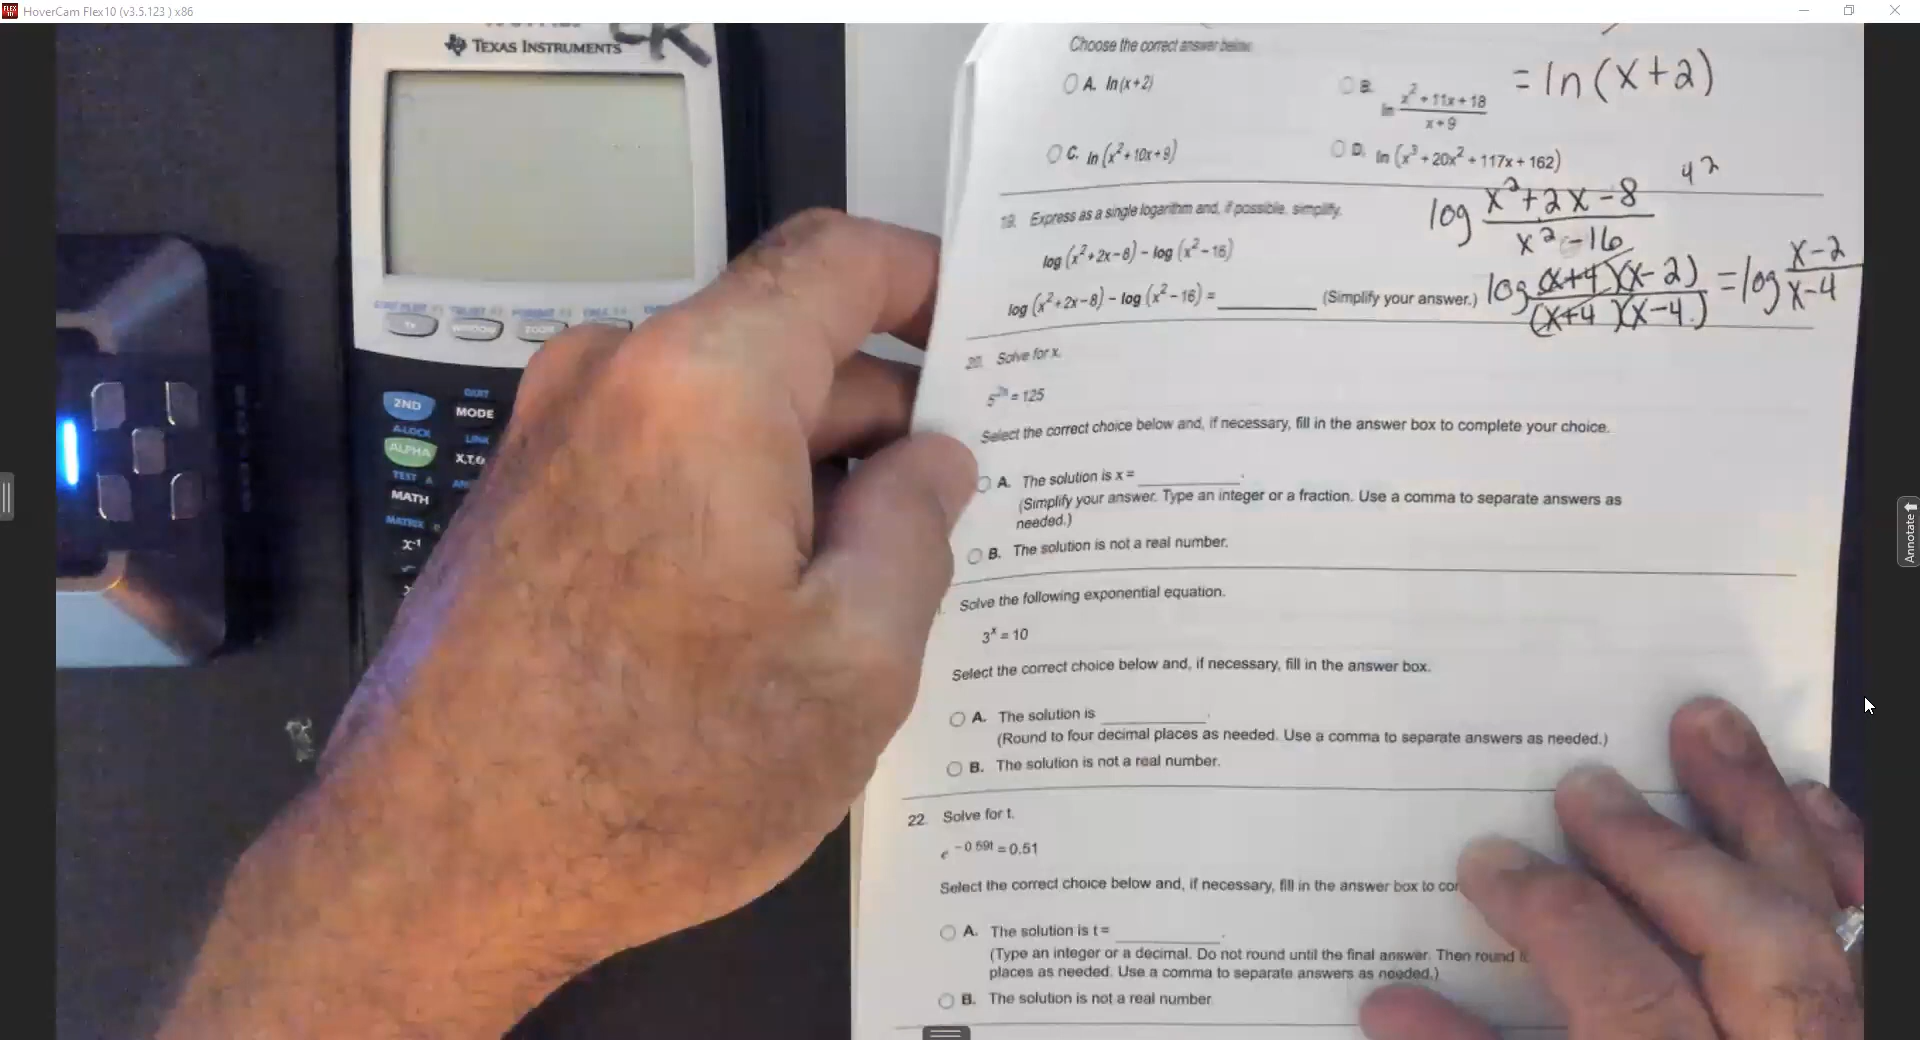 HoverCam Flex10 (v3.5.123 ) x86
TEXAS INSTRUMENTS
WINDOW
ZOOM
2ND
QUIT
MODE
A-LOCK
LINK
ALPHA
TEST A
MATH
MATRIX
x⁻¹
Choose the correct answer below.
A. ln (x+2)
B. ln (x² + 11x + 18)/(x+9)
= ln (x+2)
C. ln (x² + 10x + 9)
D. ln (x³ + 20x² + 117x + 162)
42
19. Express as a single logarithm and, if possible, simplify.
log (x²+2x-8)/(x²-16)
log (x² + 2x - 8) - log (x² - 16)
log (x+4)(x-2)/(x+4)(x-4) = log (x-2)/(x-4)
log (x² + 2x - 8) - log (x² - 16) = (Simplify your answer.)
20. Solve for x.
= 125
Select the correct choice below and, if necessary, fill in the answer box to complete your choice.
A. The solution is x =
(Simplify your answer. Type an integer or a fraction. Use a comma to separate answers as
needed.)
B. The solution is not a real number.
Solve the following exponential equation.
3ˣ = 10
Select the correct choice below and, if necessary, fill in the answer box.
A. The solution is
(Round to four decimal places as needed. Use a comma to separate answers as needed.)
B. The solution is not a real number.
22. Solve for t.
= 0.51
Select the correct choice below and, if necessary, fill in the answer box to
A. The solution is t =
(Type an integer or a decimal. Do not round until the final answer. Then round
places as needed. Use a comma to separate answers as needed.)
B. The solution is not a real number.
Annotate